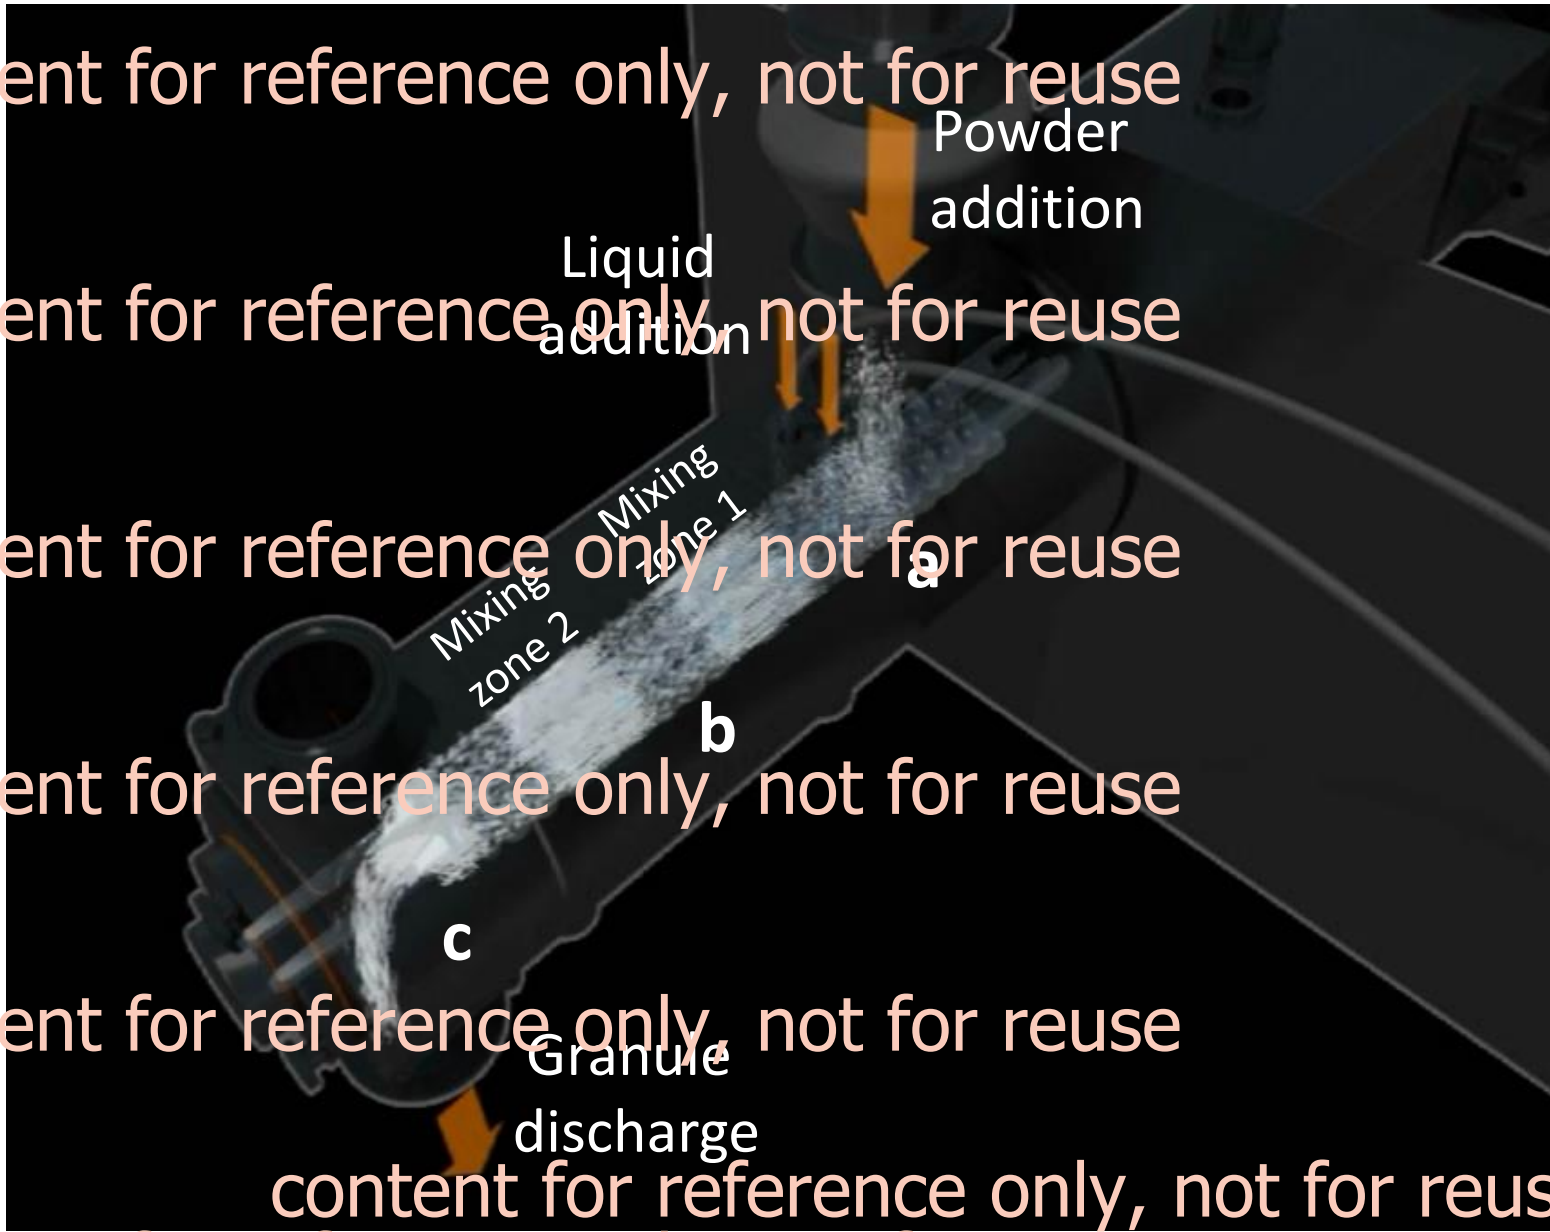 ent for reference only, not for reuse
Powder
addition
Liquid
ent for reference only, not for reuse
addition
Mixing
zone 1
ent for reference only, not for reuse
a
Mixing
zone 2
b
ent for reference only, not for reuse
c
ent for reference only, not for reuse
Granule
discharge
content for reference only, not for reus